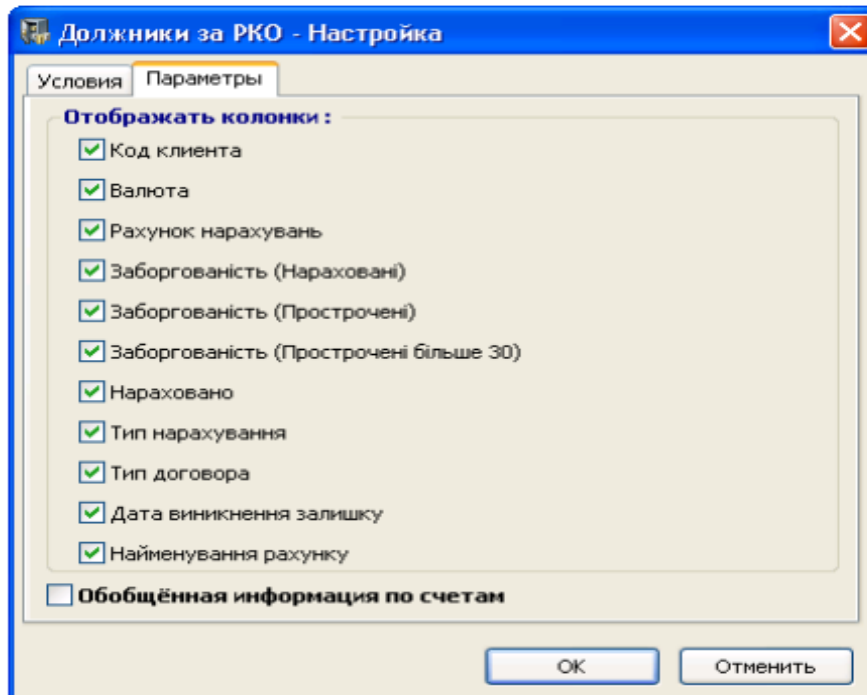 Должники за РКО - Настройка
Условия
Параметры
Отображать колонки :
Код клиента
Валюта
Рахунок нарахувань
Заборгованість (Нараховані)
Заборгованість (Прострочені)
Заборгованість (Прострочені більше 30)
Нараховано
Тип нарахування
Тип договора
Дата виникнення залишку
Найменування рахунку
Обобщённая информация по счетам
OK
Отменить